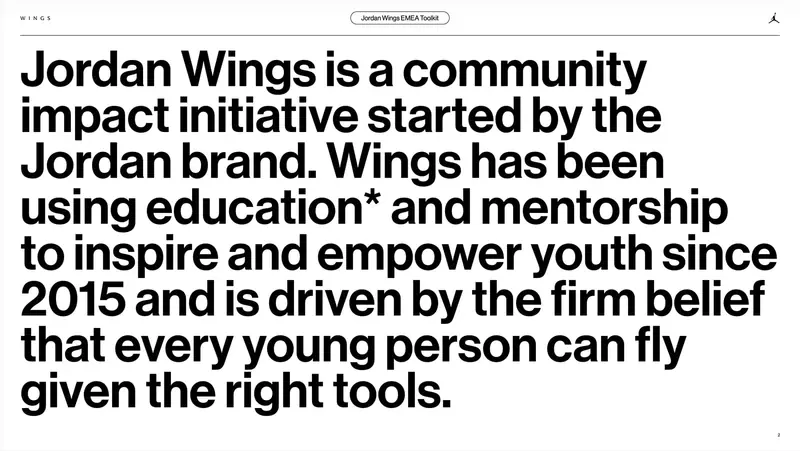 WINGS
Jordan Wings EMEA Toolkit
Jordan Wings is a community
impact initiative started by the
Jordan brand. Wings has been
using education* and mentorship
to inspire and empower youth since
2015 and is driven by the firm belief
that every young person can fly
given the right tools.
2